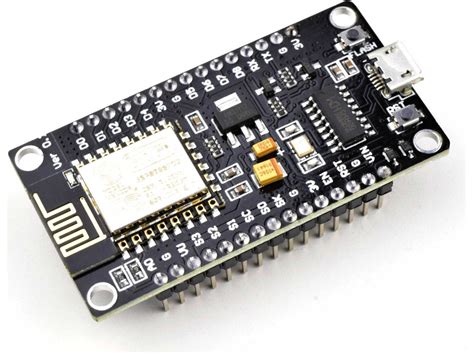 FLASH
RST
3V
G
TX
RX
D8
D7
D6
D5
G
3V
D4
D3
D2
D1
D0
A0
G
VU
S3
S2
S1
SC
S0
SK
G
3V
EN
RST
G
VIN